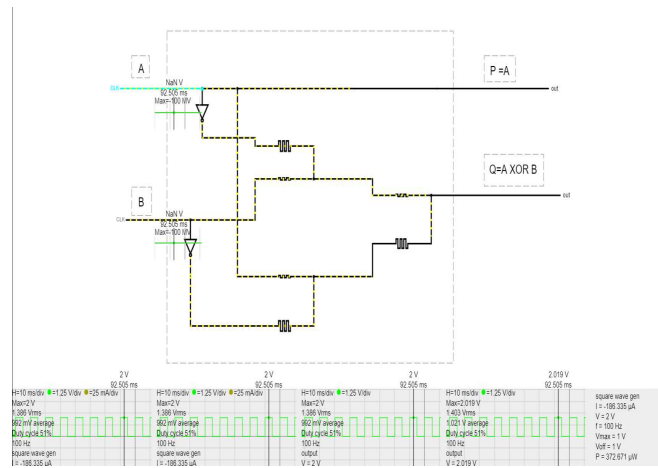 A
P =A
CLK
NaN V
92.505 ms
Max=-100 MV
out
Q=A XOR B
B
CLK
NaN V
92.505 ms
Max=-100 MV
out
2 V
92.505 ms
2 V
92.505 ms
2 V
92.505 ms
2.019 V
92.505 ms
H=10 ms/div =1.25 V/div =25 mA/div
Max=2 V
1.386 Vrms
992 mV average
Duty cycle 51%
100 Hz
square wave gen
I = -186.335 µA
H=10 ms/div =1.25 V/div =25 mA/div
Max=2 V
1.386 Vrms
992 mV average
Duty cycle 51%
100 Hz
square wave gen
I = -186.335 µA
H=10 ms/div =1.25 V/div
Max=2 V
1.386 Vrms
992 mV average
Duty cycle 51%
100 Hz
output
V = 2 V
H=10 ms/div =1.25 V/div
Max=2.019 V
1.403 Vrms
1.021 V average
Duty cycle 51%
100 Hz
output
V = 2.019 V
square wave gen
I = -186.335 µA
V = 2 V
f = 100 Hz
Vmax = 1 V
Voff = 1 V
P = 372.671 µW